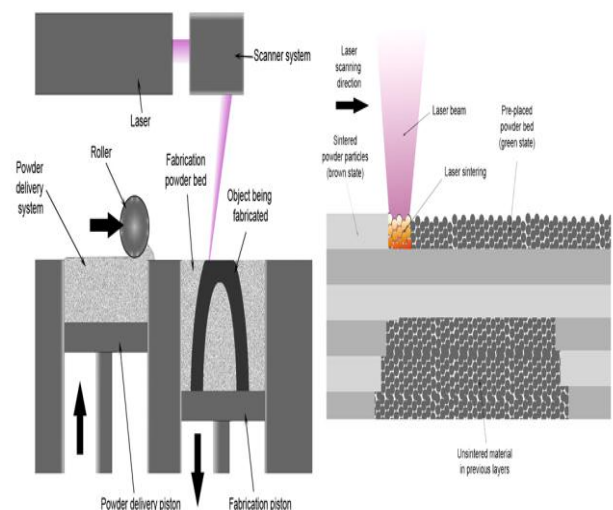 Scanner system
Laser
Roller
Fabrication
powder bed
Powder
delivery
system
Object being
fabricated
Powder delivery piston
Fabrication piston
Laser
scanning
direction
Laser beam
Pre-placed
powder bed
(green state)
Sintered
powder particles
(brown state)
Laser sintering
Unsintered material
in previous layers